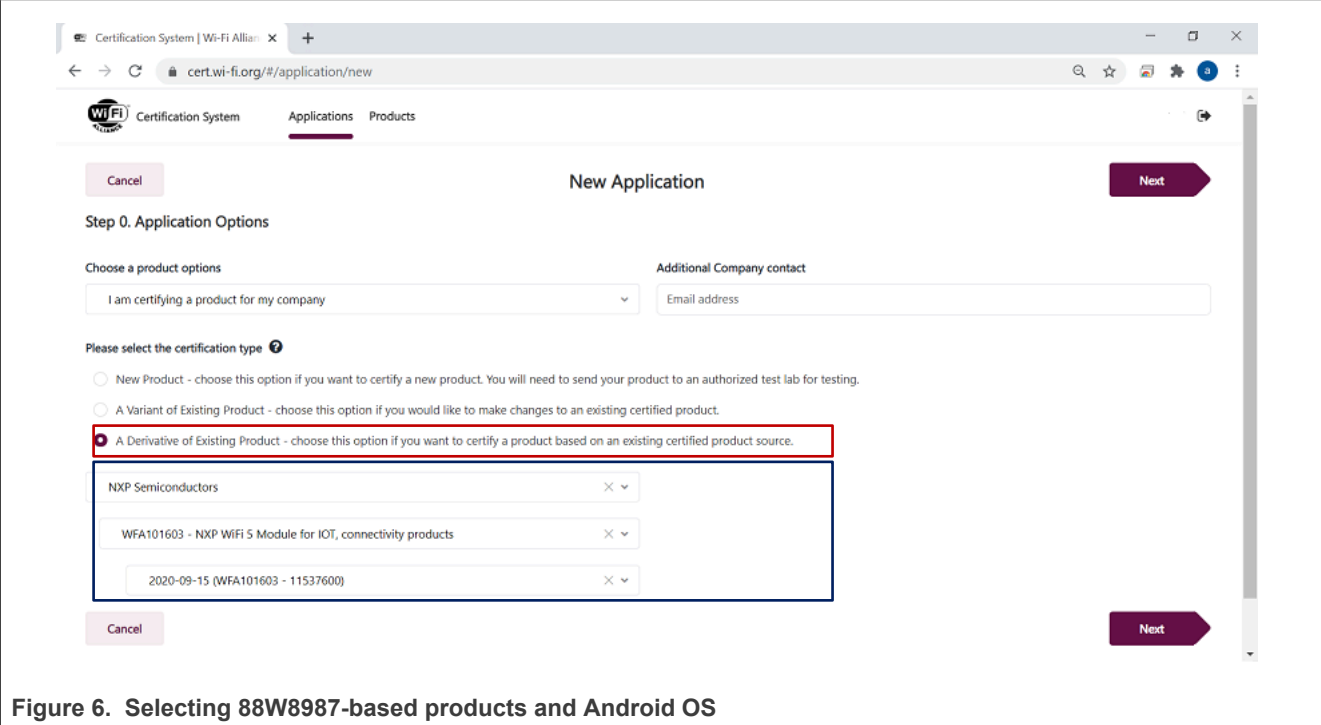 Certification System | Wi-Fi Allian
cert.wi-fi.org/#/application/new
a
Wi Fi
ALLIANCE
Certification System Applications Products
Cancel New Application Next
Step 0. Application Options
Choose a product options Additional Company contact
I am certifying a product for my company Email address
Please select the certification type ?
New Product - choose this option if you want to certify a new product. You will need to send your product to an authorized test lab for testing.
A Variant of Existing Product - choose this option if you would like to make changes to an existing certified product.
A Derivative of Existing Product - choose this option if you want to certify a product based on an existing certified product source.
NXP Semiconductors
WFA101603 - NXP WiFi 5 Module for IOT, connectivity products
2020-09-15 (WFA101603 - 11537600)
Cancel Next
Figure 6. Selecting 88W8987-based products and Android OS